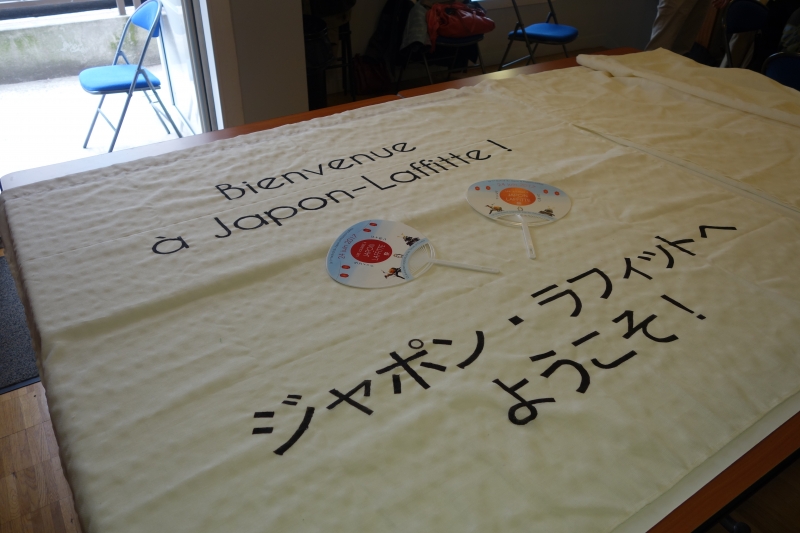 Bienvenue
à Japon-Laffitte !
ジャポン・ラフィットへ
ようこそ!